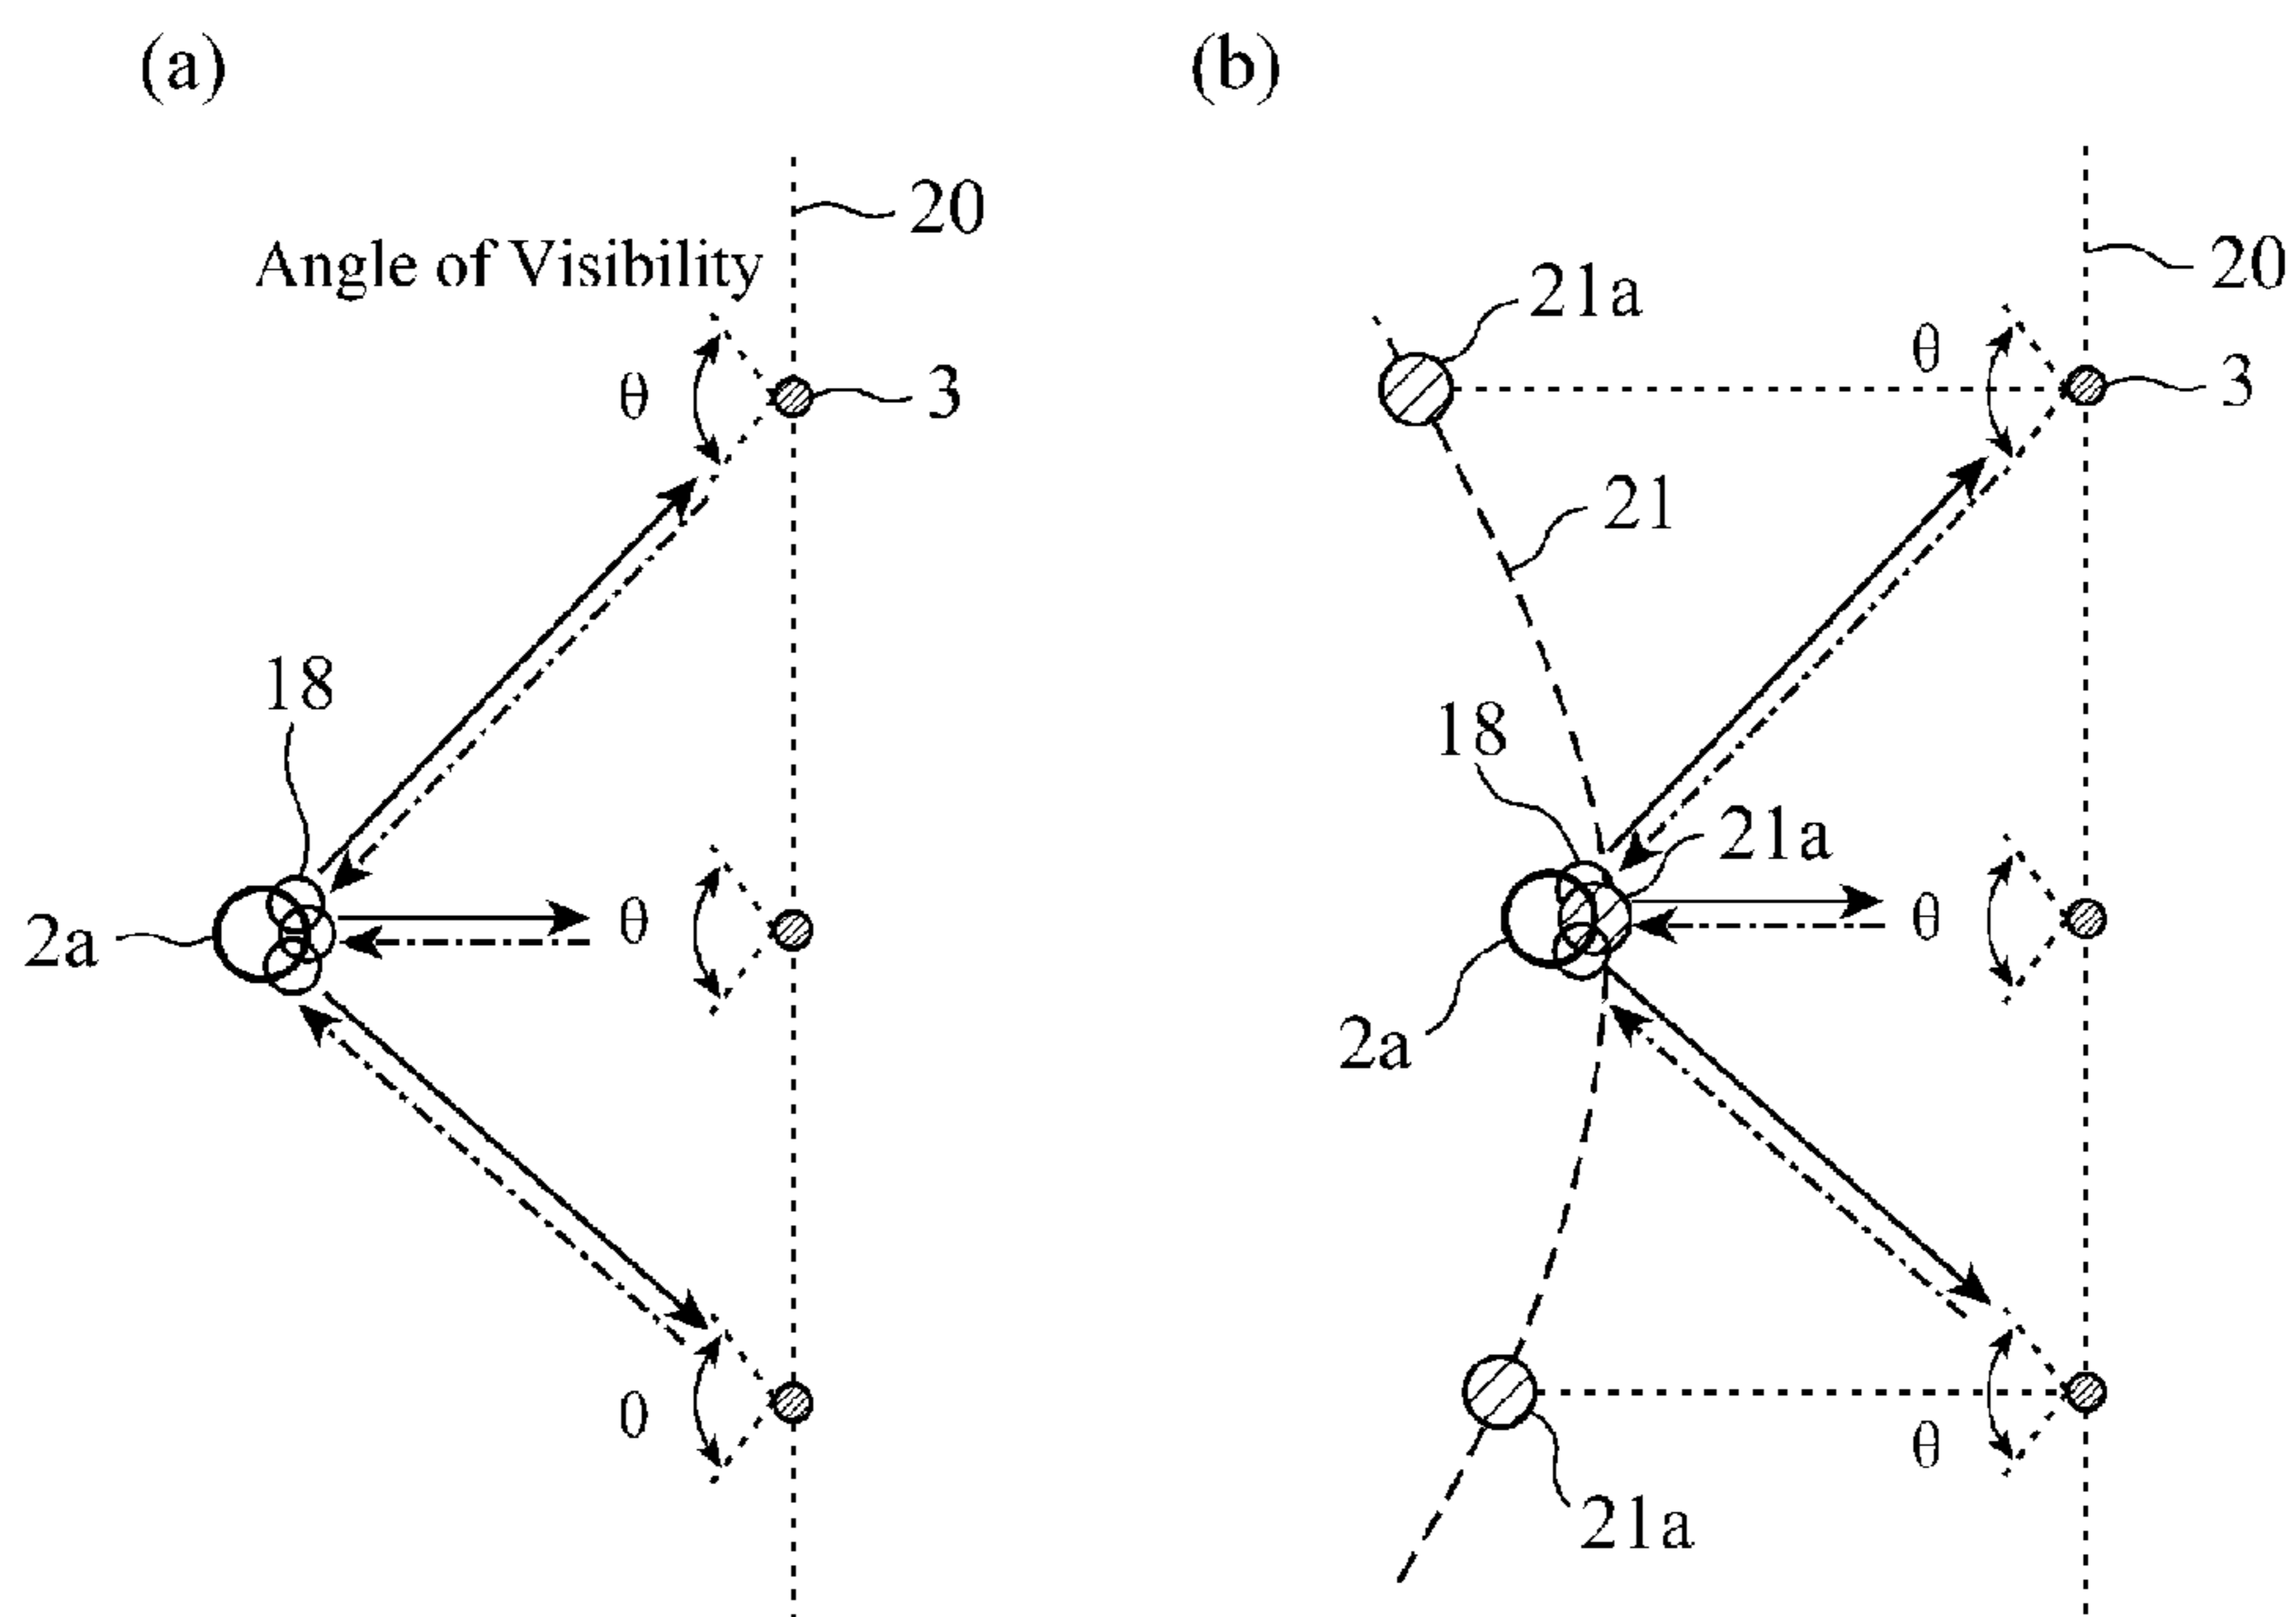 (a)
(b)
20
Angle of Visibility
θ
3
18
θ
2a
0
21a
20
θ
3
21
18
21a
θ
2a
θ
21a